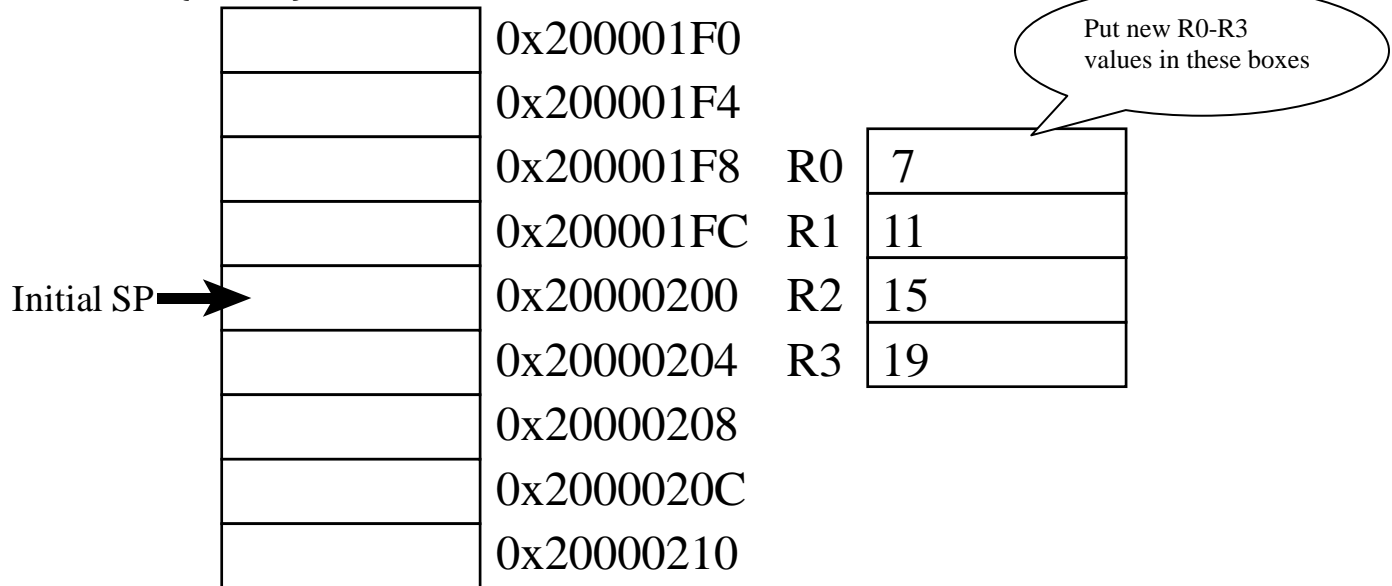 0x200001F0
Put new R0-R3
values in these boxes
0x200001F4
0x200001F8 R0 7
0x200001FC R1 11
Initial SP 0x20000200 R2 15
0x20000204 R3 19
0x20000208
0x2000020C
0x20000210